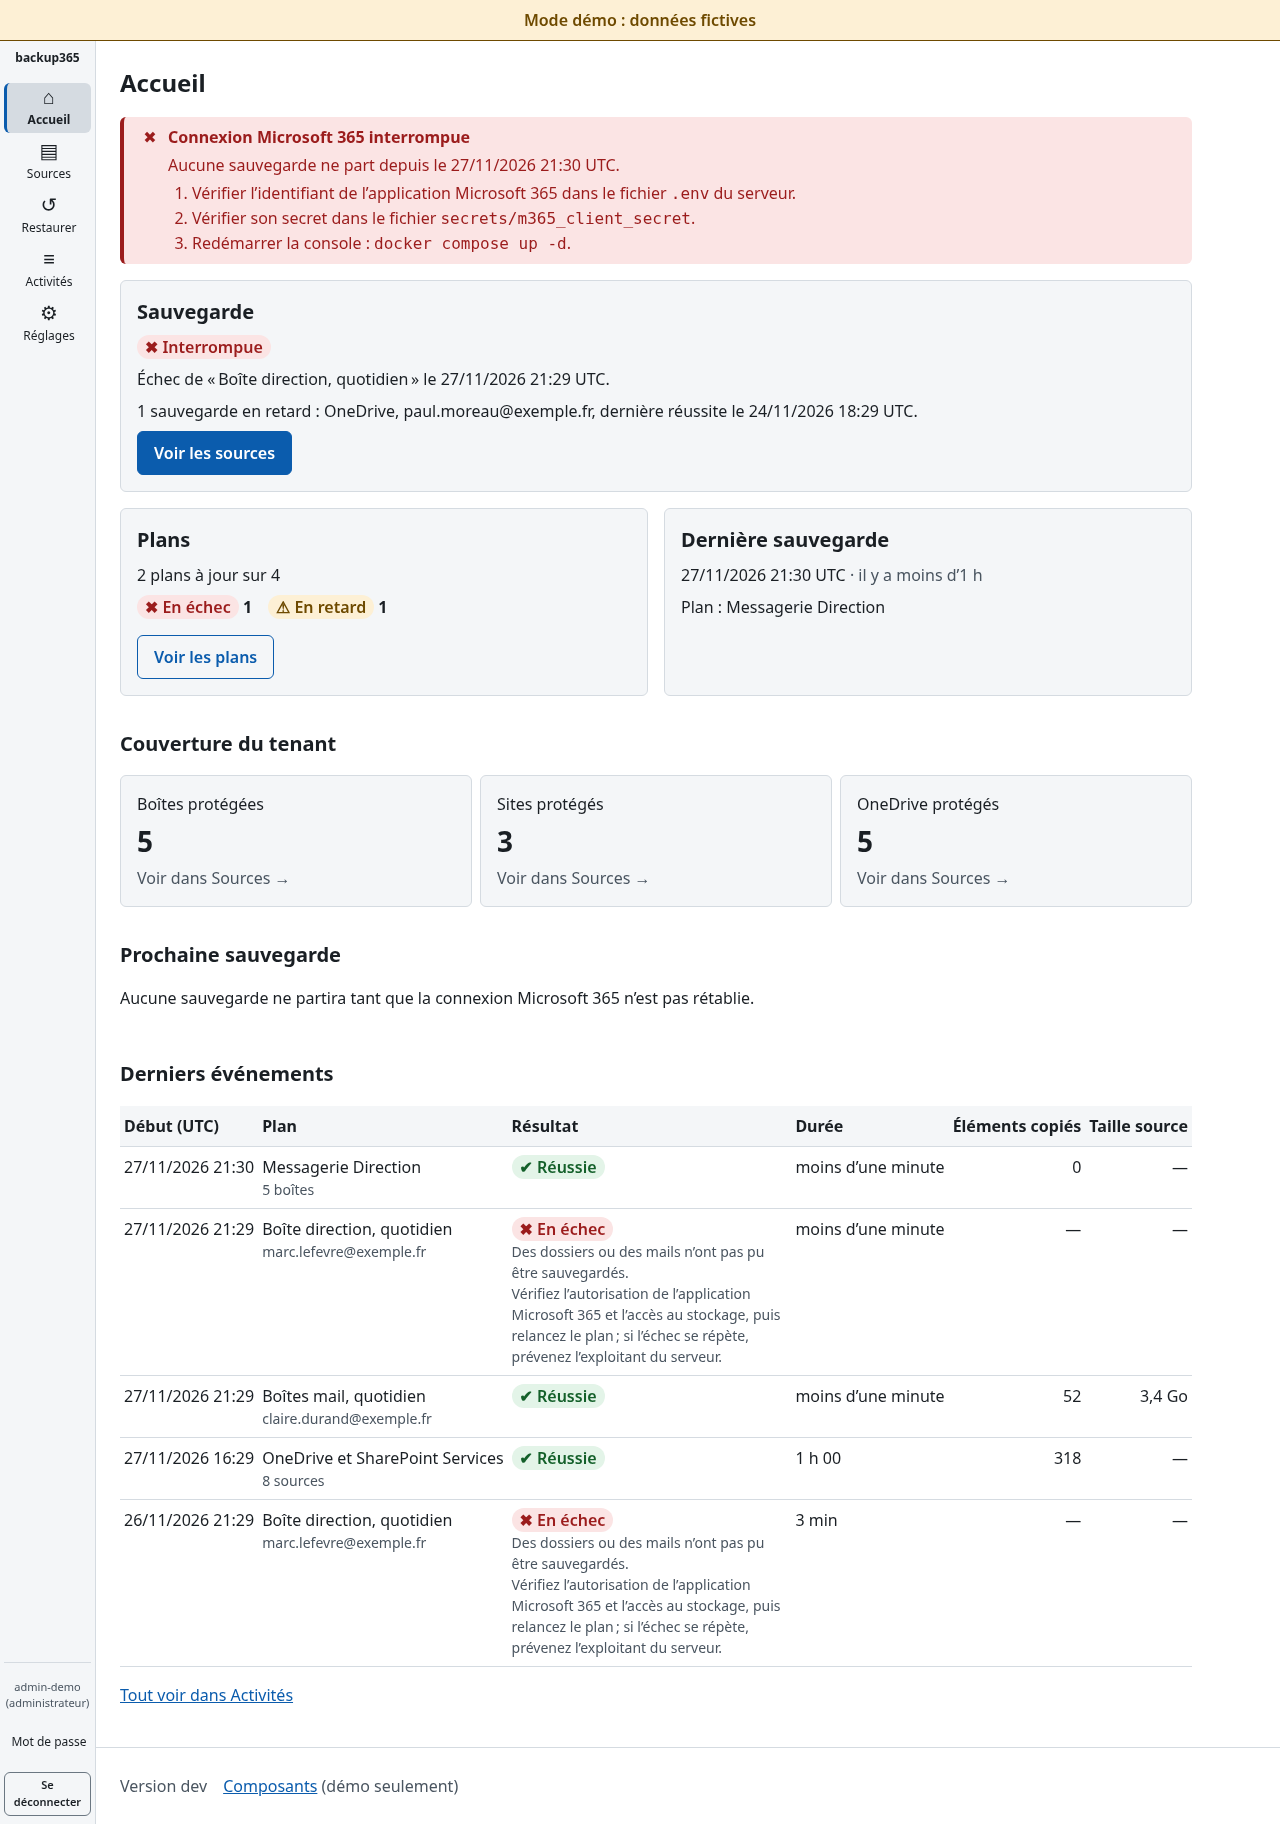 Mode démo : données fictives
backup365
Accueil
Sources
Restaurer
Activités
Réglages
Accueil
✖ Connexion Microsoft 365 interrompue
Aucune sauvegarde ne part depuis le 27/11/2026 21:30 UTC.
1. Vérifier l’identifiant de l’application Microsoft 365 dans le fichier .env du serveur.
2. Vérifier son secret dans le fichier secrets/m365_client_secret.
3. Redémarrer la console : docker compose up -d.
Sauvegarde
✖ Interrompue
Échec de « Boîte direction, quotidien » le 27/11/2026 21:29 UTC.
1 sauvegarde en retard : OneDrive, paul.moreau@exemple.fr, dernière réussite le 24/11/2026 18:29 UTC.
Voir les sources
Plans
2 plans à jour sur 4
✖ En échec 1 ⚠ En retard 1
Voir les plans
Dernière sauvegarde
27/11/2026 21:30 UTC · il y a moins d’1 h
Plan : Messagerie Direction
Couverture du tenant
Boîtes protégées
5
Voir dans Sources →
Sites protégés
3
Voir dans Sources →
OneDrive protégés
5
Voir dans Sources →
Prochaine sauvegarde
Aucune sauvegarde ne partira tant que la connexion Microsoft 365 n’est pas rétablie.
Derniers événements
Début (UTC) Plan Résultat Durée Éléments copiés Taille source
27/11/2026 21:30 Messagerie Direction ✔ Réussie moins d’une minute 0 —
5 boîtes
27/11/2026 21:29 Boîte direction, quotidien ✖ En échec moins d’une minute — —
marc.lefevre@exemple.fr Des dossiers ou des mails n’ont pas pu
être sauvegardés.
Vérifiez l’autorisation de l’application
Microsoft 365 et l’accès au stockage, puis
relancez le plan ; si l’échec se répète,
prévenez l’exploitant du serveur.
27/11/2026 21:29 Boîtes mail, quotidien ✔ Réussie moins d’une minute 52 3,4 Go
claire.durand@exemple.fr
27/11/2026 16:29 OneDrive et SharePoint Services ✔ Réussie 1 h 00 318 —
8 sources
26/11/2026 21:29 Boîte direction, quotidien ✖ En échec 3 min — —
marc.lefevre@exemple.fr Des dossiers ou des mails n’ont pas pu
être sauvegardés.
Vérifiez l’autorisation de l’application
Microsoft 365 et l’accès au stockage, puis
relancez le plan ; si l’échec se répète,
prévenez l’exploitant du serveur.
Tout voir dans Activités
admin-demo
(administrateur)
Mot de passe
Se
déconnecter
Version dev Composants (démo seulement)